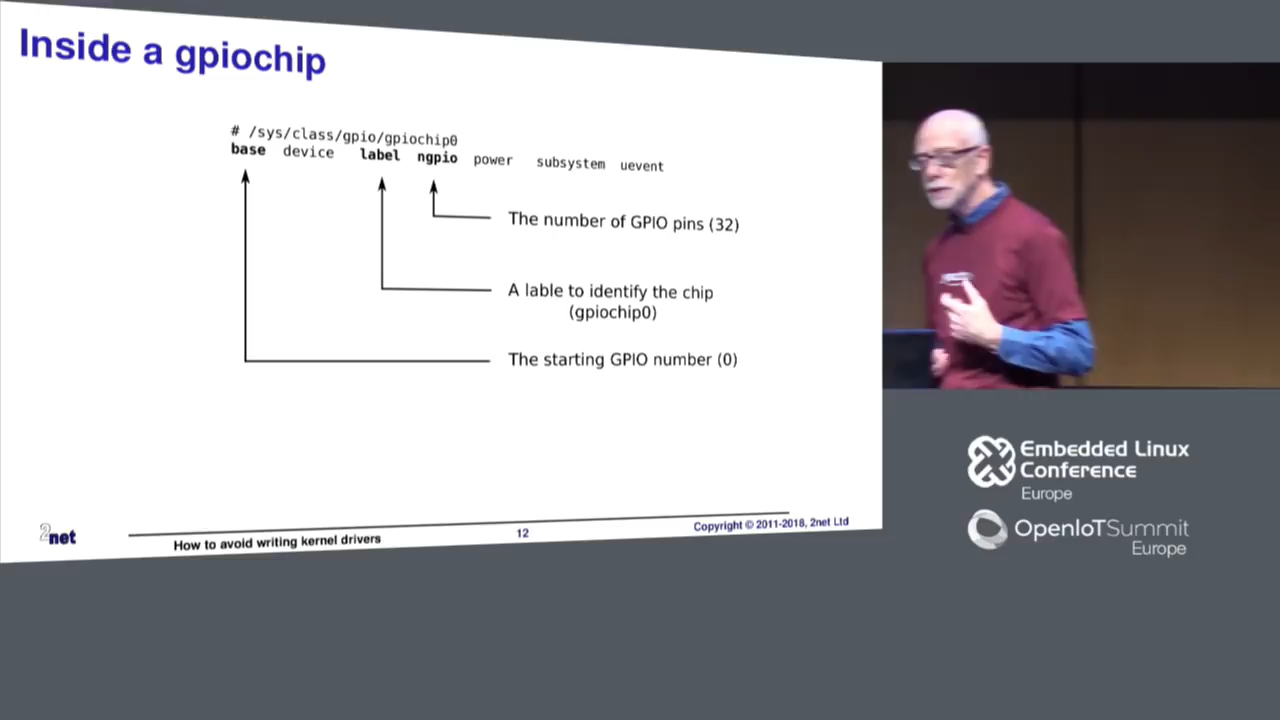 Inside a gpiochip
# /sys/class/gpio/gpiochip0
base device label ngpio power subsystem uevent
The number of GPIO pins (32)
A lable to identify the chip
(gpiochip0)
The starting GPIO number (0)
2net
How to avoid writing kernel drivers
12
Copyright © 2011-2018, 2net Ltd
Embedded Linux
Conference
Europe
OpenIoTSummit
Europe